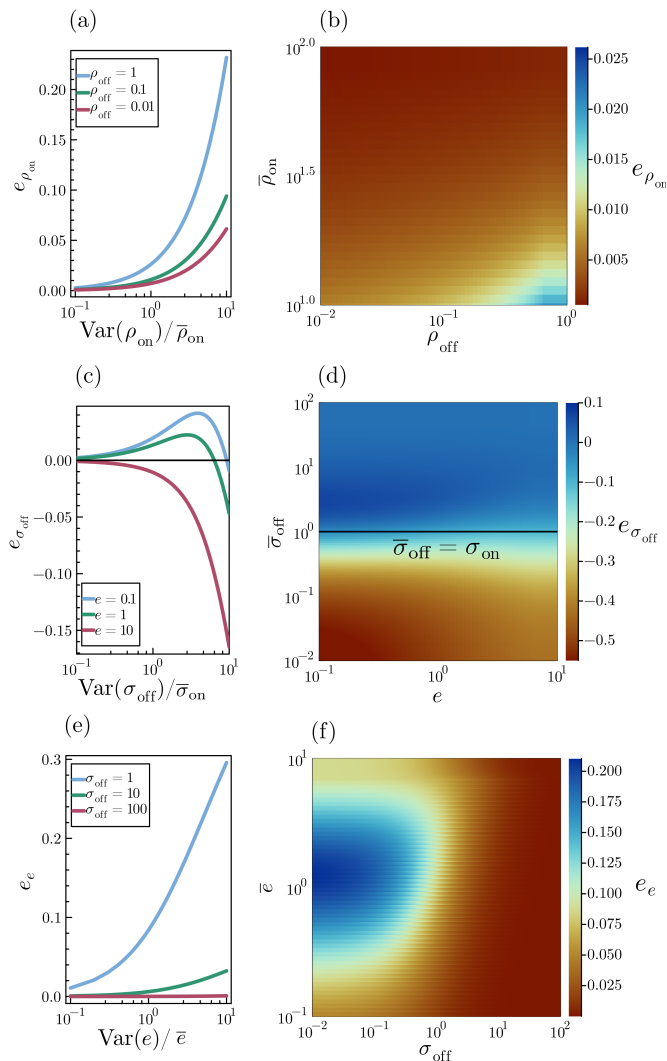 (a)
0.20
0.15
0.10
0.05
0.00
e_{ρ_on}
ρ_off = 1
ρ_off = 0.1
ρ_off = 0.01
10^{-1} 10^0 10^1
Var(ρ_on)/ρ̅_on
(b)
10^{2.0}
10^{1.5}
10^{1.0}
ρ̅_on
10^{-2} 10^{-1} 10^0
ρ_off
0.025
0.020
0.015
0.010
0.005
e_{ρ_on}
(c)
0.00
−0.05
−0.10
−0.15
e_{σ_off}
e = 0.1
e = 1
e = 10
10^{-1} 10^0 10^1
Var(σ_off)/σ̅_on
(d)
10^2
10^1
10^0
10^{-1}
10^{-2}
σ̅_off
σ̅_off = σ_on
10^{-1} 10^0 10^1
e
0.1
0
-0.1
-0.2
-0.3
-0.4
-0.5
e_{σ_off}
(e)
0.3
0.2
0.1
0.0
e_e
σ_off = 1
σ_off = 10
σ_off = 100
10^{-1} 10^0 10^1
Var(e)/ e̅
(f)
10^1
10^0
10^{-1}
e̅
10^{-2} 10^{-1} 10^0 10^1 10^2
σ_off
0.200
0.175
0.150
0.125
0.100
0.075
0.050
0.025
e_e